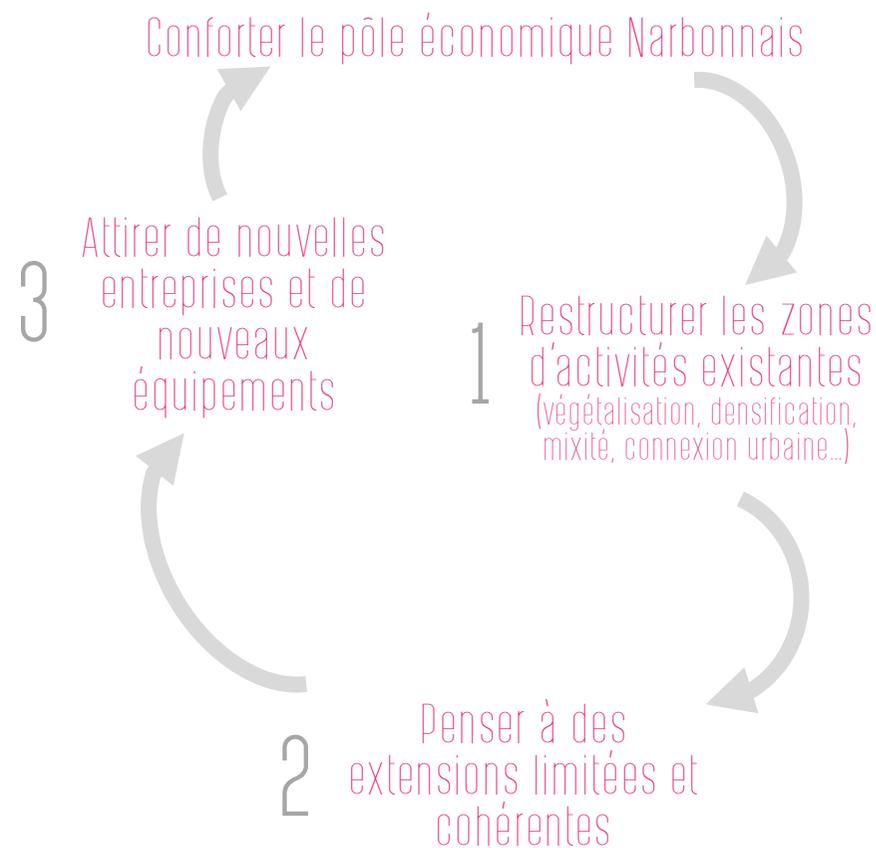 Conforter le pôle économique Narbonnais
1
Restructurer les zones
d'activités existantes
(végétalisation, densification,
mixité, connexion urbaine...)
2
Penser à des
extensions limitées et
cohérentes
3
Attirer de nouvelles
entreprises et de
nouveaux
équipements